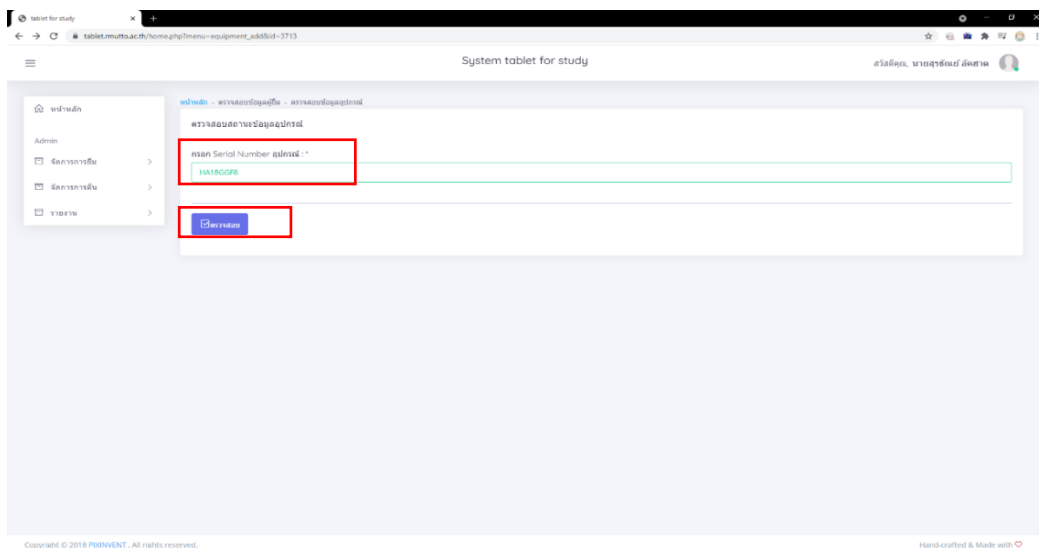 tablet for study
tablet.rmutto.ac.th/home.php?menu=equipment_add&id=3713
System tablet for study
สวัสดีคุณ, นายสุรชัณย์ อัคฮาด
หน้าหลัก
Admin
จัดการการยืม
จัดการการคืน
รายงาน
หน้าหลัก - ตรวจสอบข้อมูลผู้ยืม - ตรวจสอบข้อมูลอุปกรณ์
ตรวจสอบสถานะข้อมูลอุปกรณ์
กรอก Serial Number อุปกรณ์ : *
HA18GGF8
ตรวจสอบ
Copyright © 2018 PIXINVENT , All rights reserved.
Hand-crafted & Made with